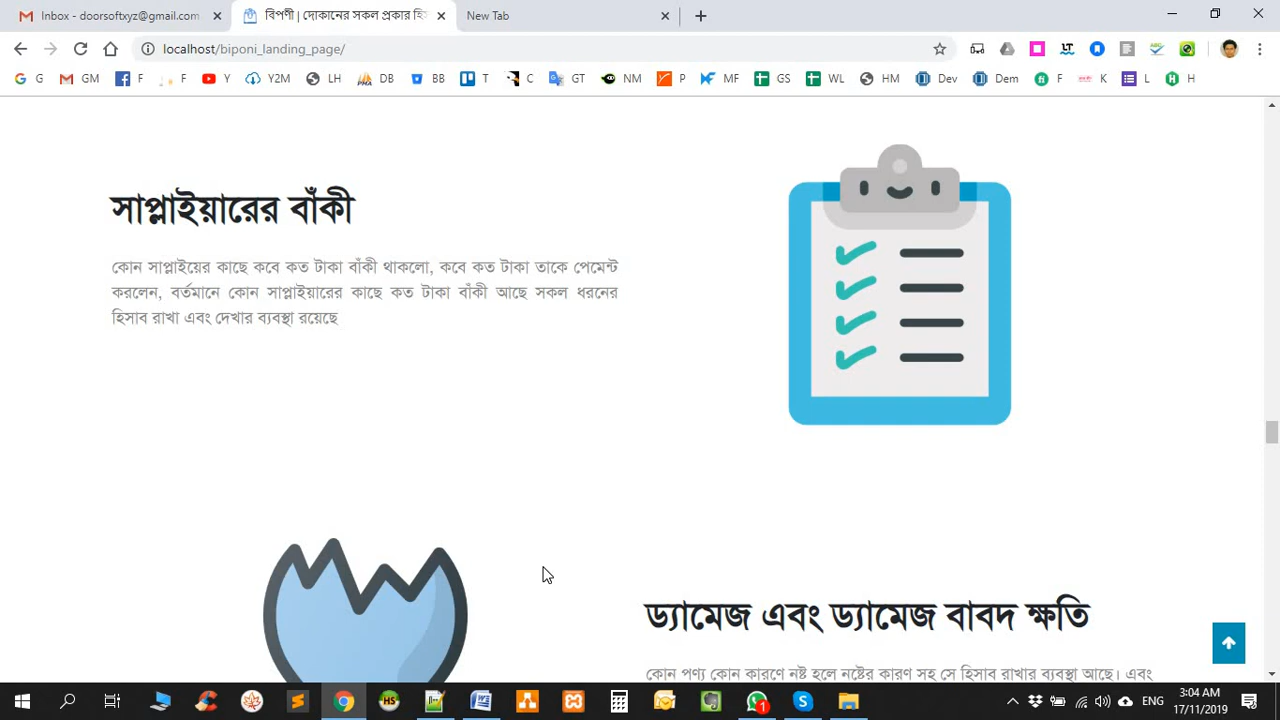 Inbox - doorsoftxyz@gmail.com
বিপণী | দোকানের সকল প্রকার হি
New Tab
localhost/biponi_landing_page/
G GM F F Y Y2M LH DB BB T C GT NM P MF GS WL HM Dev Dem F K L H
সাপ্লাইয়ারের বাঁকী
কোন সাপ্লাইয়ের কাছে কবে কত টাকা বাঁকী থাকলো, কবে কত টাকা তাকে পেমেন্ট
করলেন, বর্তমানে কোন সাপ্লাইয়ারের কাছে কত টাকা বাঁকী আছে সকল ধরনের
হিসাব রাখা এবং দেখার ব্যবস্থা রয়েছে
ড্যামেজ এবং ড্যামেজ বাবদ ক্ষতি
কোন পণ্য কোন কারণে নষ্ট হলে নষ্টের কারণ সহ সে হিসাব রাখার ব্যবস্থা আছে। এবং
ENG
3:04 AM
17/11/2019